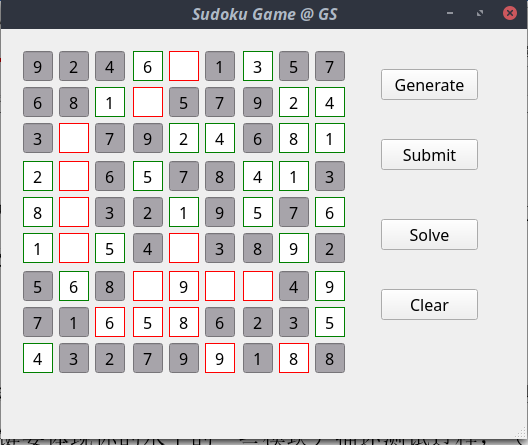 Sudoku Game @ GS
9 2 4 6 1 3 5 7
6 8 1 5 7 9 2 4
3 7 9 2 4 6 8 1
2 6 5 7 8 4 1 3
8 3 2 1 9 5 7 6
1 5 4 3 8 9 2
5 6 8 9 4 9
7 1 6 5 8 6 2 3 5
4 3 2 7 9 9 1 8 8
Generate
Submit
Solve
Clear